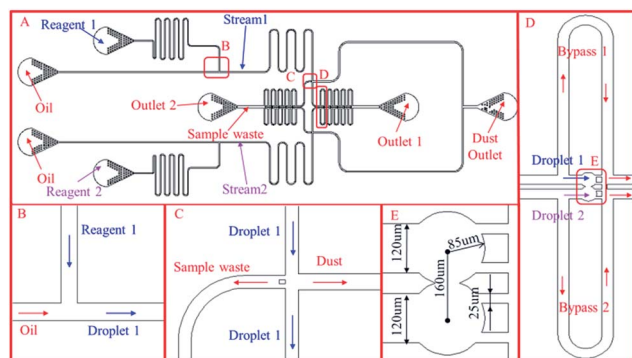 A
Reagent 1
Stream1
B
Oil
C
D
Outlet 2
Sample waste
Outlet 1
Dust
Outlet
Oil
Reagent 2
Stream2
B
Reagent 1
Oil
Droplet 1
C
Droplet 1
Sample waste
Dust
Droplet 1
E
120um
85um
160um
25um
120um
D
Bypass 1
Droplet 1
E
Droplet 2
Bypass 2